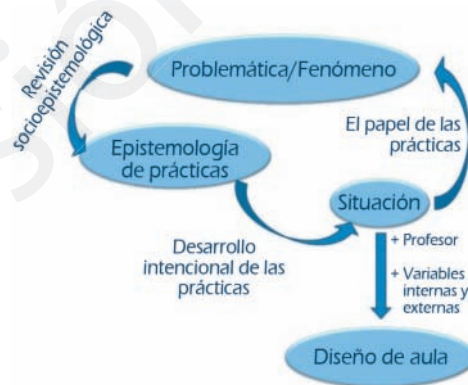 Revisión
socioepistemológica
Problemática/Fenómeno
Epistemología
de prácticas
El papel de las
prácticas
Situación
Desarrollo
intencional de las
prácticas
+ Profesor
+ Variables
internas y
externas
Diseño de aula